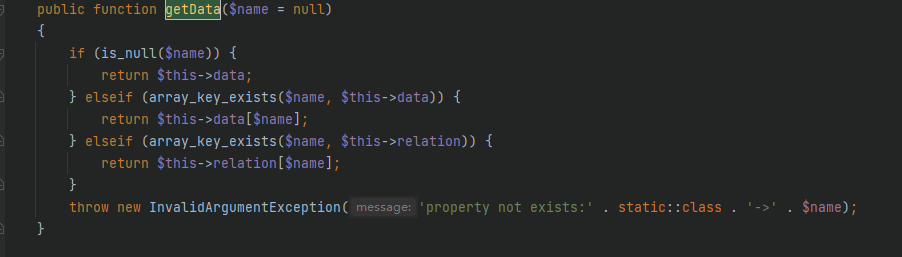 public function getData($name = null)
{
    if (is_null($name)) {
        return $this->data;
    } elseif (array_key_exists($name, $this->data)) {
        return $this->data[$name];
    } elseif (array_key_exists($name, $this->relation)) {
        return $this->relation[$name];
    }
    throw new InvalidArgumentException( message: 'property not exists:' . static::class . '->' . $name);
}